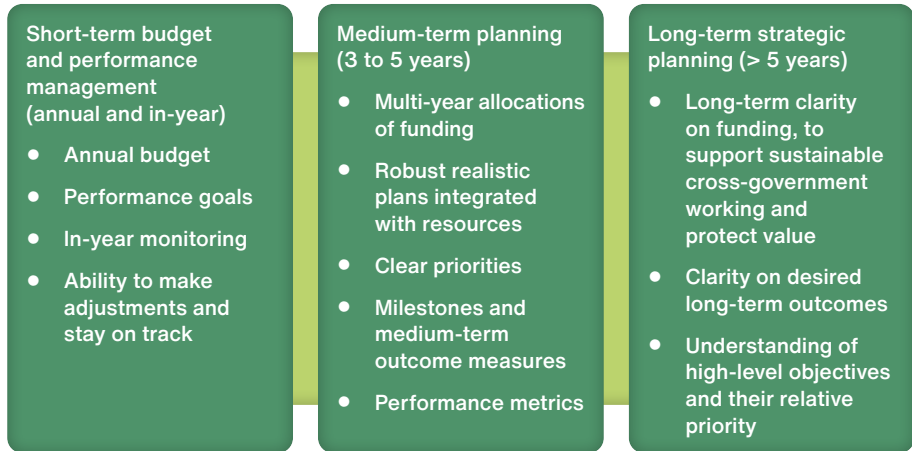 Short-term budget
and performance
management
(annual and in-year)
● Annual budget
● Performance goals
● In-year monitoring
● Ability to make
adjustments and
stay on track
Medium-term planning
(3 to 5 years)
● Multi-year allocations
of funding
● Robust realistic
plans integrated
with resources
● Clear priorities
● Milestones and
medium-term
outcome measures
● Performance metrics
Long-term strategic
planning (> 5 years)
● Long-term clarity
on funding, to
support sustainable
cross-government
working and
protect value
● Clarity on desired
long-term outcomes
● Understanding of
high-level objectives
and their relative
priority